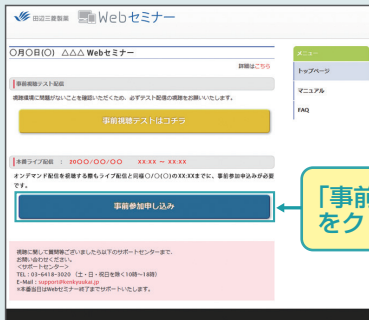 田辺三菱製薬 Webセミナー
〇月〇日(〇) △△△ Webセミナー
詳細はこちら
事前視聴テスト配信
視聴環境に問題がないことを確認いただくため、必ずテスト配信の視聴をお願いいたします。
事前視聴テストはコチラ
本番ライブ配信 : 20〇〇/〇〇/〇〇 XX:XX ～ XX:XX
オンデマンド配信を視聴する際もライブ配信と同様〇/〇(〇)のXX:XXまでに、事前参加申込みが必要
です。
事前参加申し込み
視聴に関して質問等ございましたら以下のサポートセンターまで、
お問い合わせください。
<サポートセンター>
TEL：03-6418-3020 (土・日・祝日を除く10時～18時)
E-Mail：support@kenkyuukai.jp
※本番当日はWebセミナー終了までサポートいたします。
メニュー
トップページ
マニュアル
FAQ
「事前
をク